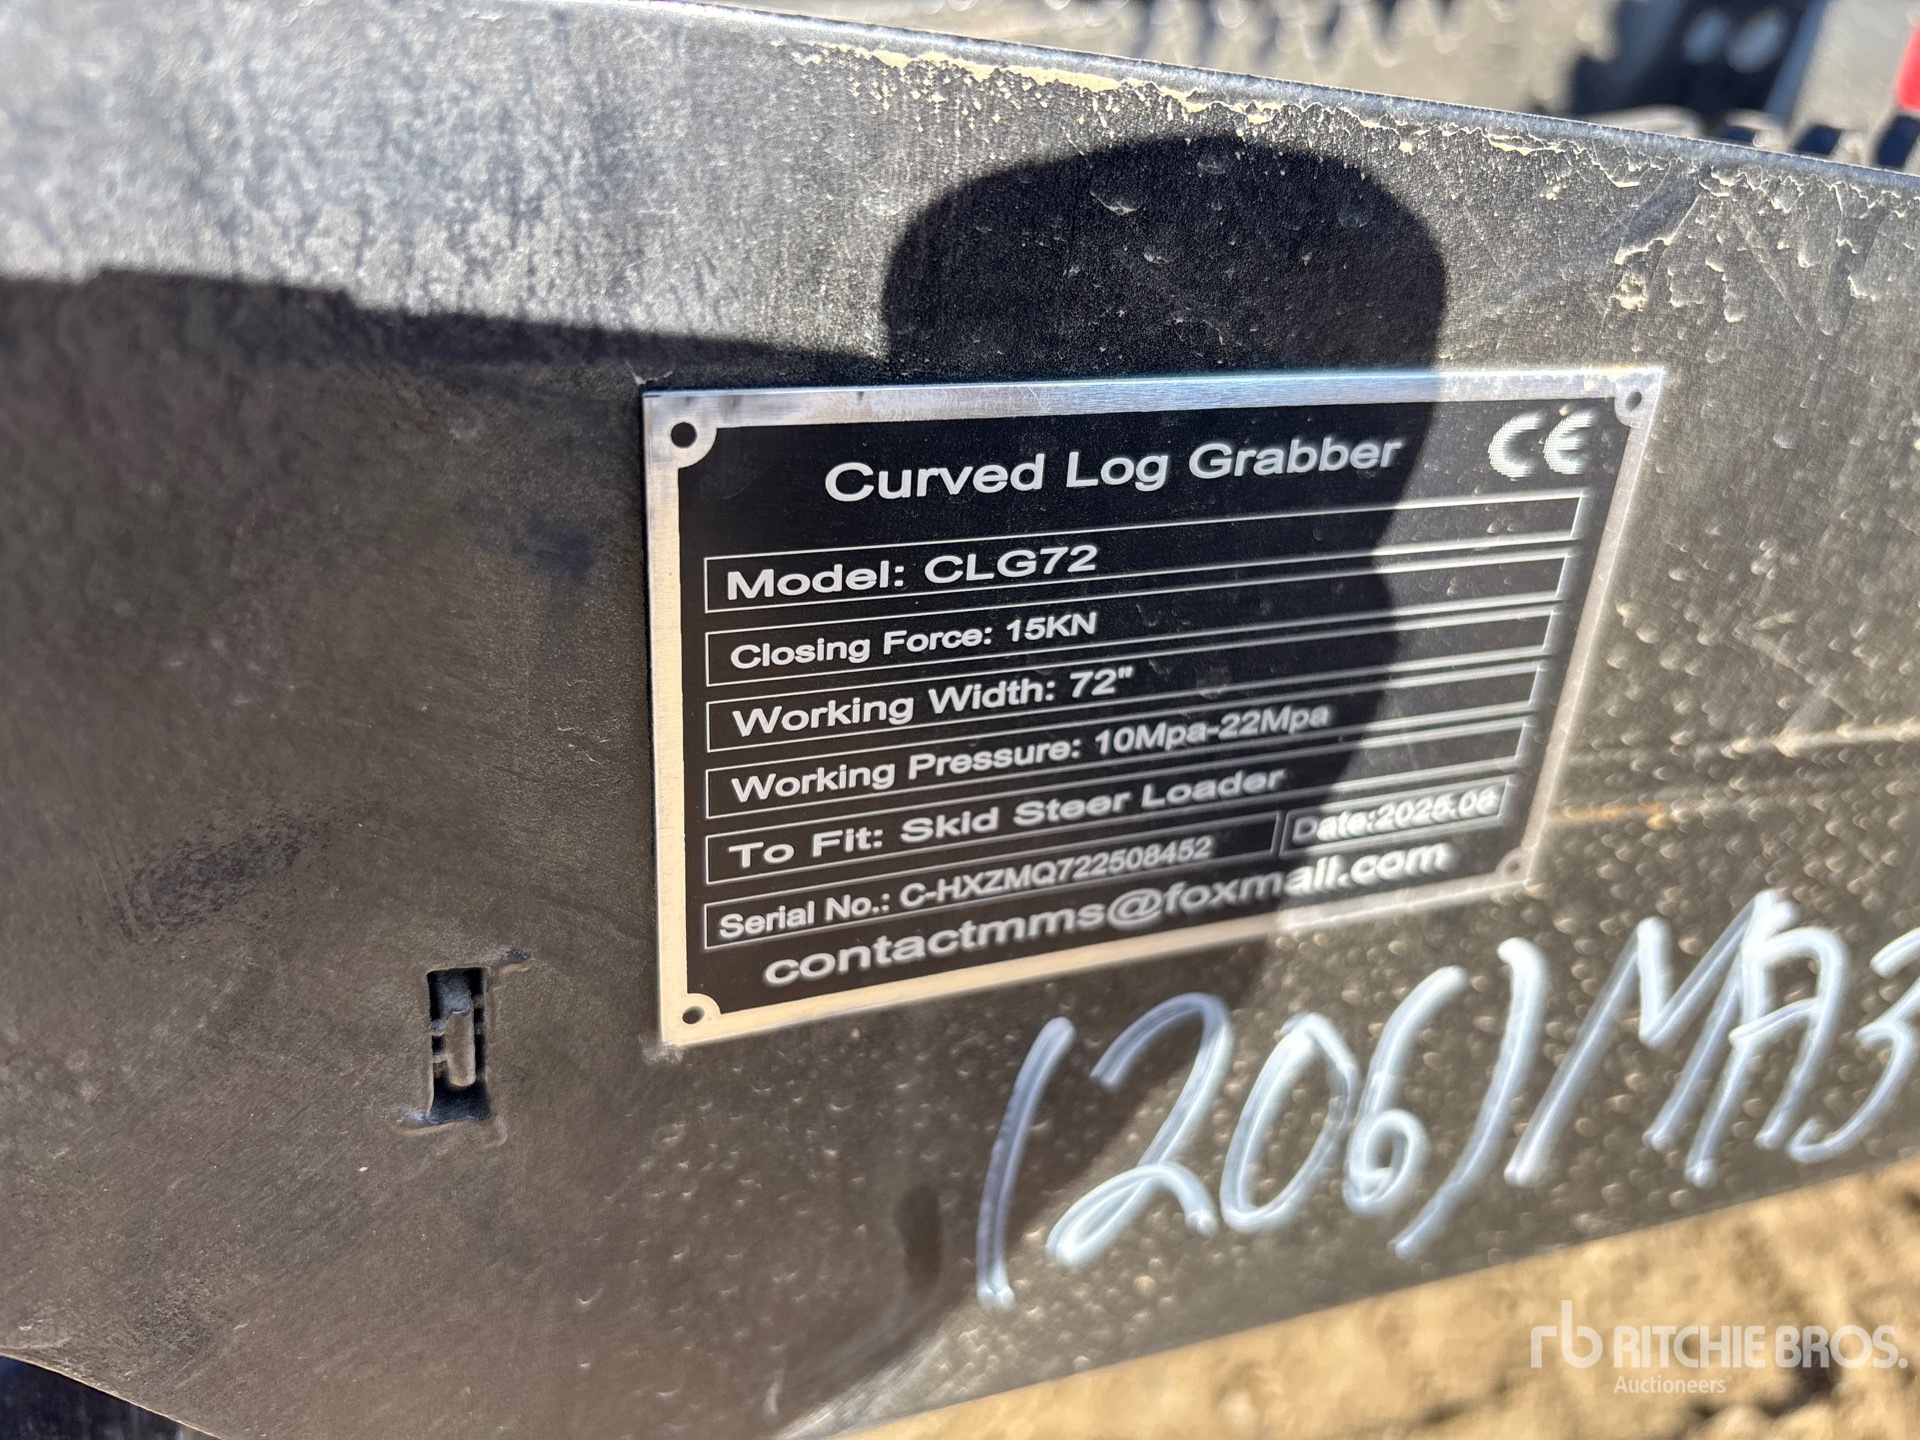 Curved Log Grabber CE
Model: CLG72
Closing Force: 15KN
Working Width: 72"
Working Pressure: 10Mpa-22Mpa
To Fit: Skid Steer Loader
Serial No.: C-HXZMQ722508452 Date:2025.08
contactmms@foxmail.com
(206) MA3
rb RITCHIE BROS.
Auctioneers